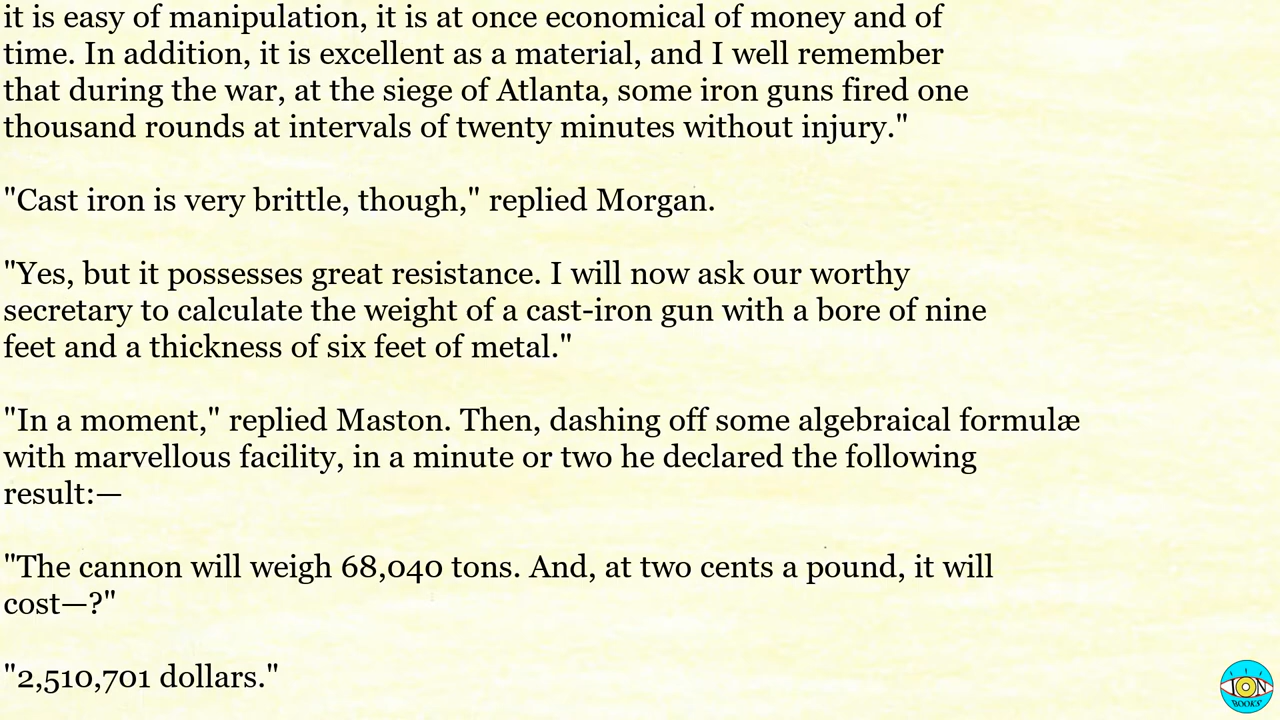 it is easy of manipulation, it is at once economical of money and of
time. In addition, it is excellent as a material, and I well remember
that during the war, at the siege of Atlanta, some iron guns fired one
thousand rounds at intervals of twenty minutes without injury."
"Cast iron is very brittle, though," replied Morgan.
"Yes, but it possesses great resistance. I will now ask our worthy
secretary to calculate the weight of a cast-iron gun with a bore of nine
feet and a thickness of six feet of metal."
"In a moment," replied Maston. Then, dashing off some algebraical formulæ
with marvellous facility, in a minute or two he declared the following
result:—
"The cannon will weigh 68,040 tons. And, at two cents a pound, it will
cost—?"
"2,510,701 dollars."
ION
BOOKS